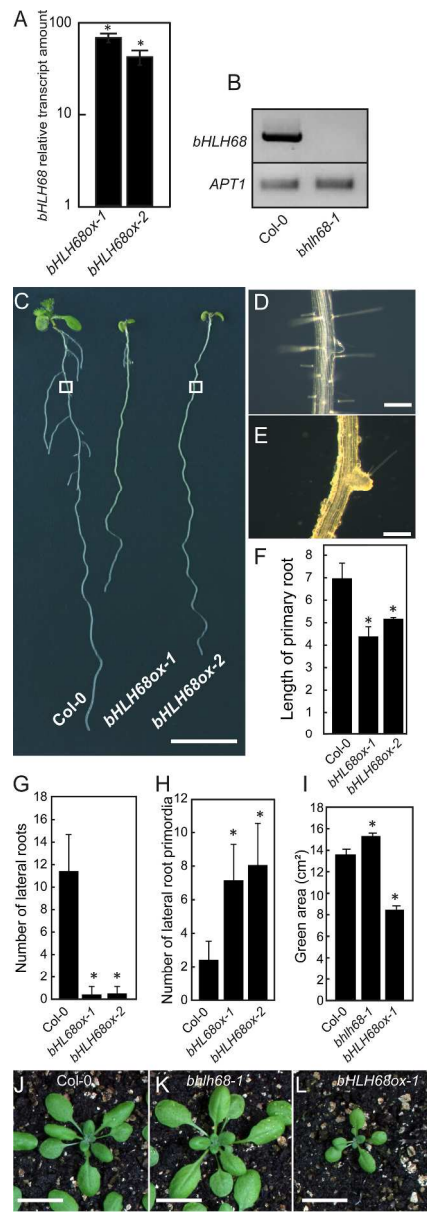 A
bHLH68 relative transcript amount
100
10
1
*
*
bHLH68ox-1
bHLH68ox-2
B
bHLH68
APT1
Col-0
bhlh68-1
C
Col-0
bHLH68ox-1
bHLH68ox-2
D
E
F
Length of primary root
8
7
6
5
4
3
2
1
0
*
*
Col-0
bHL68ox-1
bHLH68ox-2
G
Number of lateral roots
18
16
14
12
10
8
6
4
2
0
*
*
Col-0
bHL68ox-1
bHLH68ox-2
H
Number of lateral root primordia
12
10
8
6
4
2
0
*
*
Col-0
bHL68ox-1
bHLH68ox-2
I
Green area (cm²)
18
16
14
12
10
8
6
4
2
0
*
*
Col-0
bhlh68-1
bHLH68ox-1
J
Col-0
K
bhlh68-1
L
bHLH68ox-1